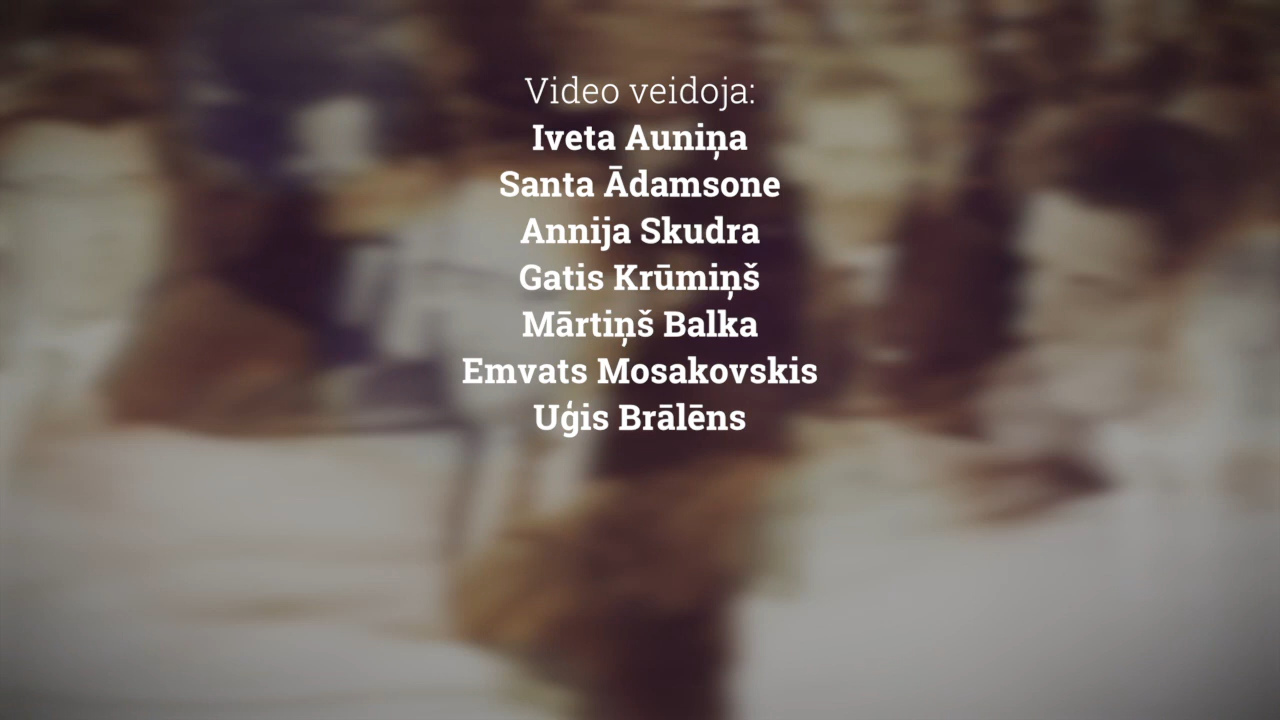 Video veidoja:
Iveta Auniņa
Santa Ādamsone
Annija Skudra
Gatis Krūmiņš
Mārtiņš Balka
Emvats Mosakovskis
Uģis Brālēns